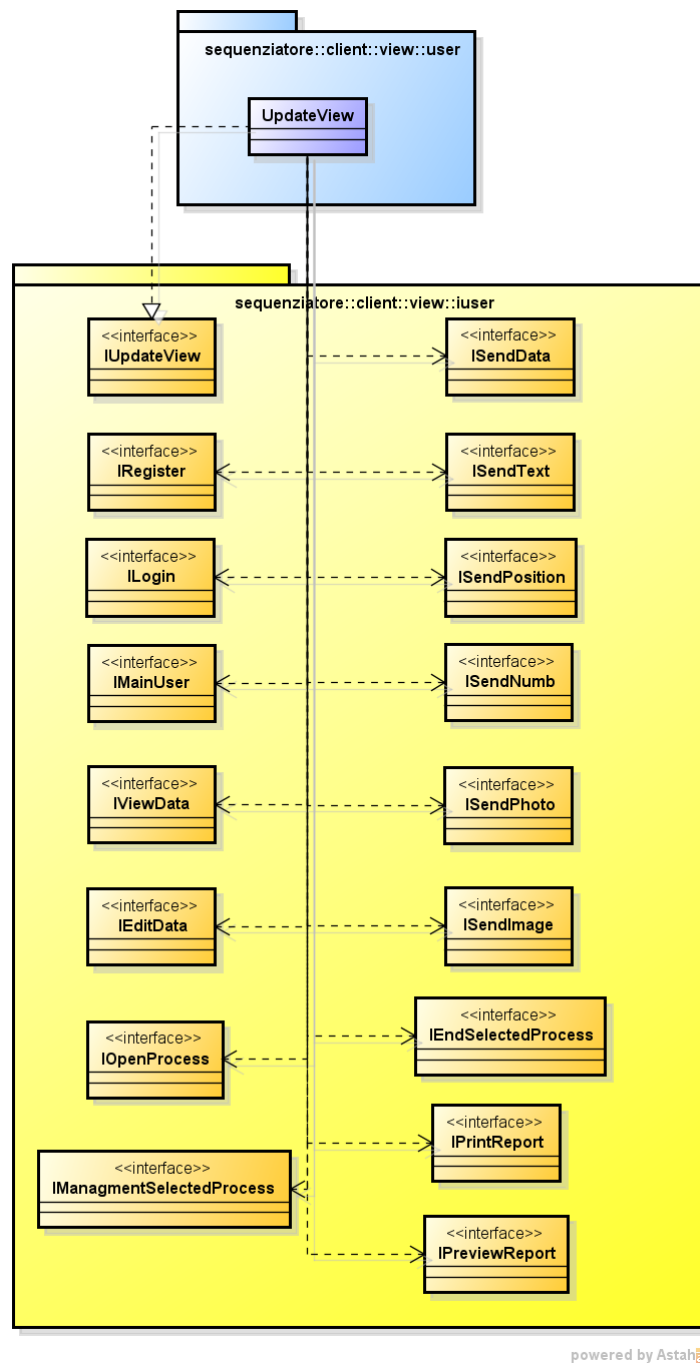 sequenziatore::client::view::user
UpdateView
sequenziatore::client::view::iuser
<<interface>>
IUpdateView
<<interface>>
ISendData
<<interface>>
IRegister
<<interface>>
ISendText
<<interface>>
ILogin
<<interface>>
ISendPosition
<<interface>>
IMainUser
<<interface>>
ISendNumb
<<interface>>
IViewData
<<interface>>
ISendPhoto
<<interface>>
IEditData
<<interface>>
ISendImage
<<interface>>
IOpenProcess
<<interface>>
IEndSelectedProcess
<<interface>>
IManagmentSelectedProcess
<<interface>>
IPrintReport
<<interface>>
IPreviewReport
powered by Astah